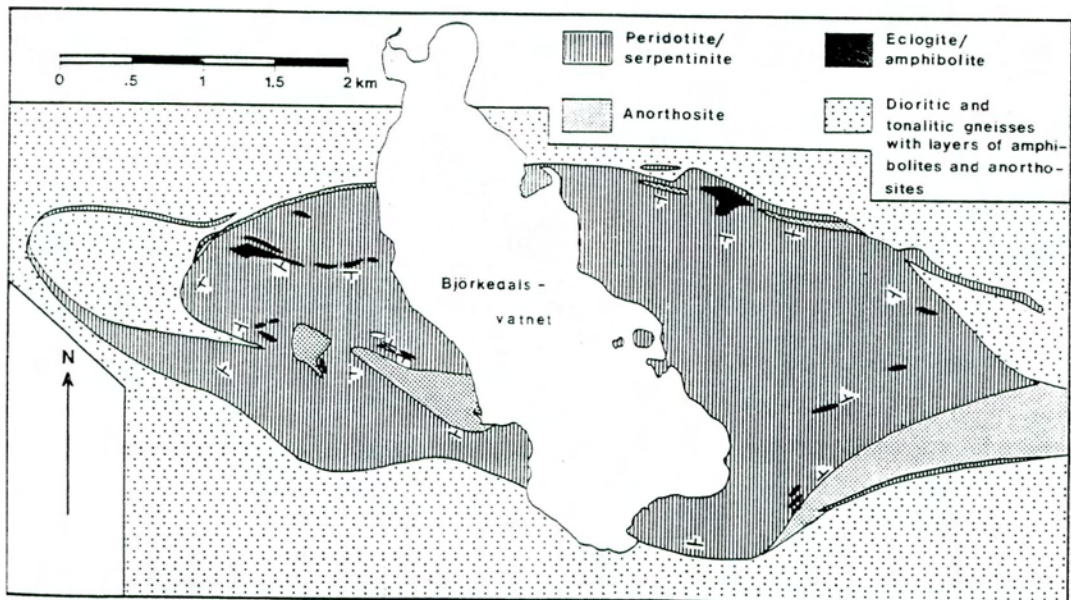 0 .5 1 1.5 2 km
Peridotite/
serpentinite
Eclogite/
amphibolite
Anorthosite
Dioritic and
tonalitic gneisses
with layers of amphi-
bolites and anortho-
sites
Björkedals -
vatnet
N